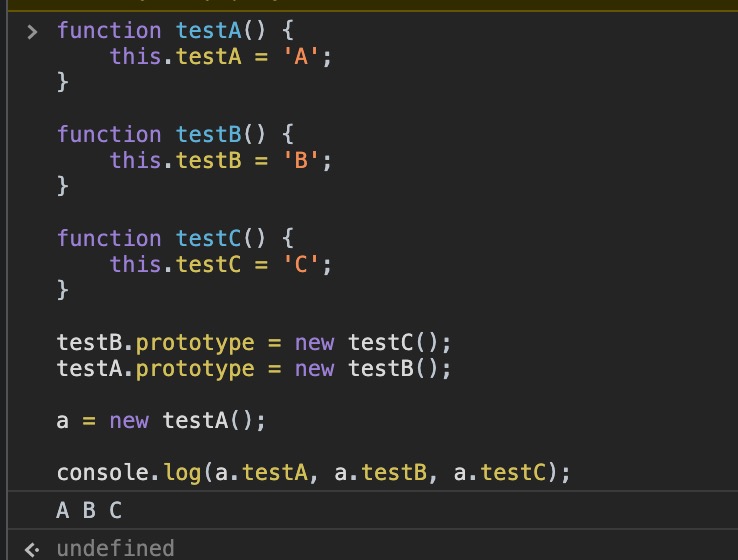 function testA() {
    this.testA = 'A';
}

function testB() {
    this.testB = 'B';
}

function testC() {
    this.testC = 'C';
}

testB.prototype = new testC();
testA.prototype = new testB();

a = new testA();

console.log(a.testA, a.testB, a.testC);
A B C
undefined